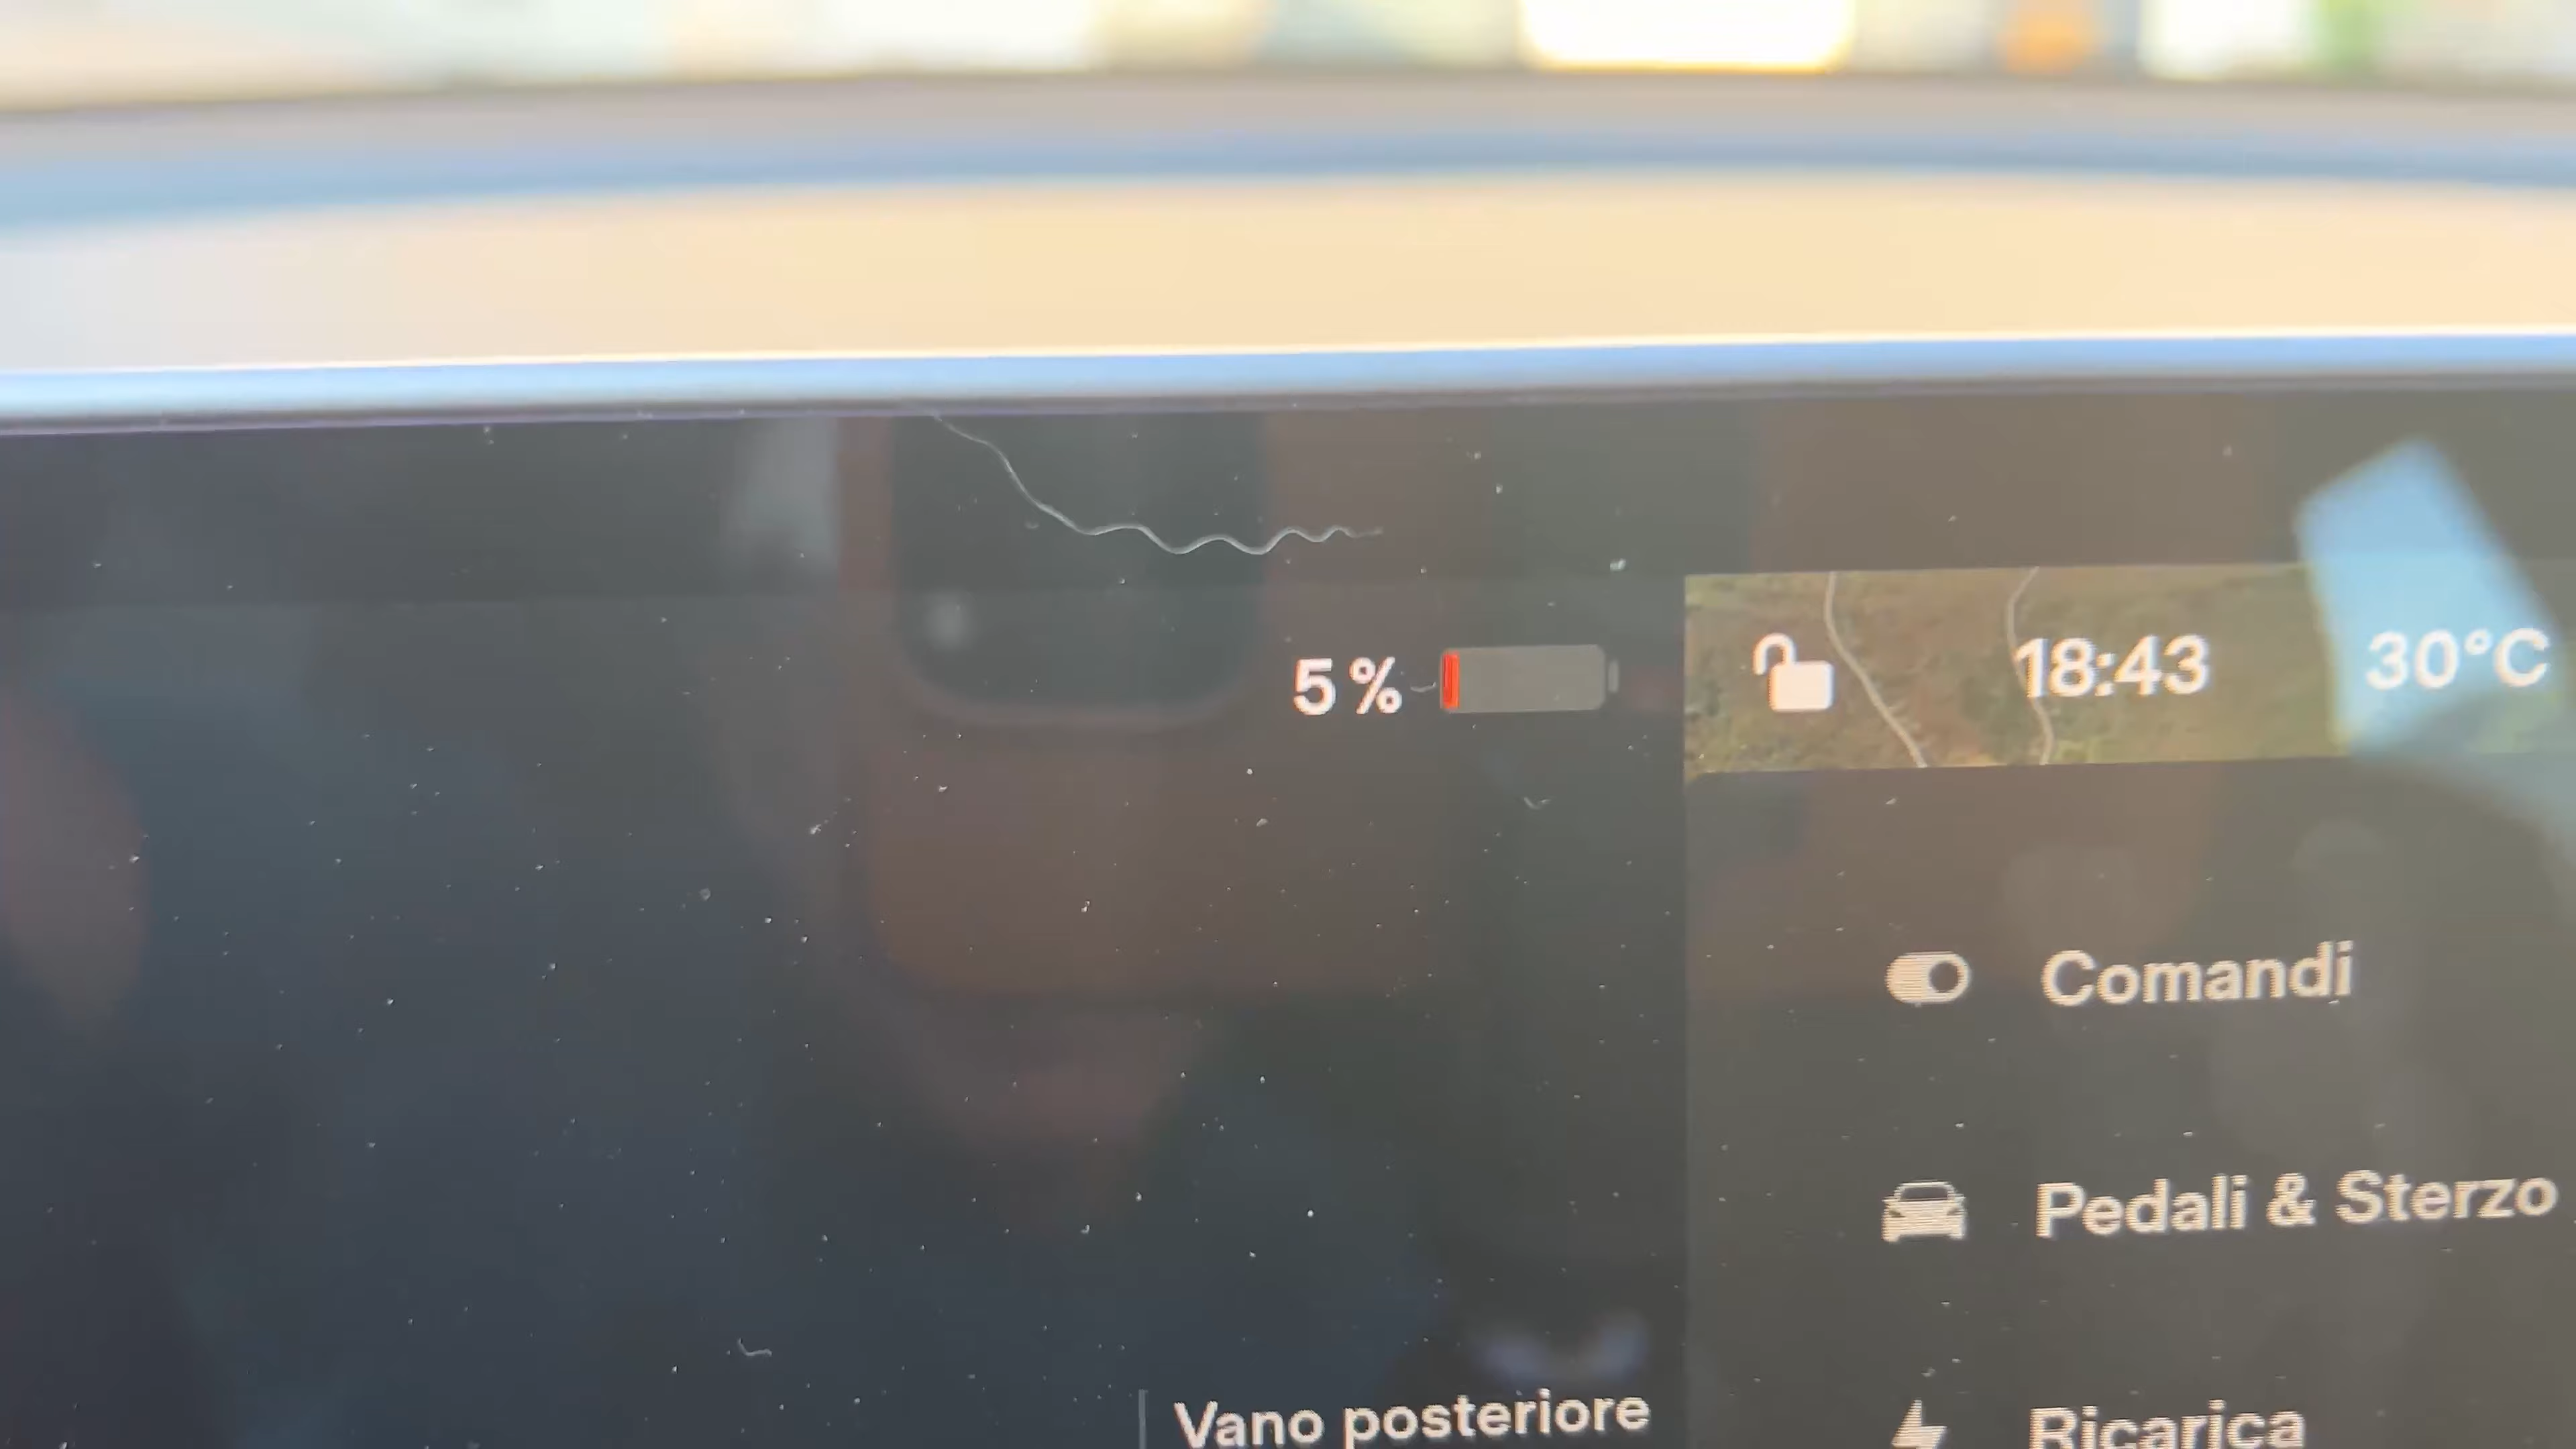 5 % 18:43 30°C
Comandi
Pedali & Sterzo
Vano posteriore
Ricarica